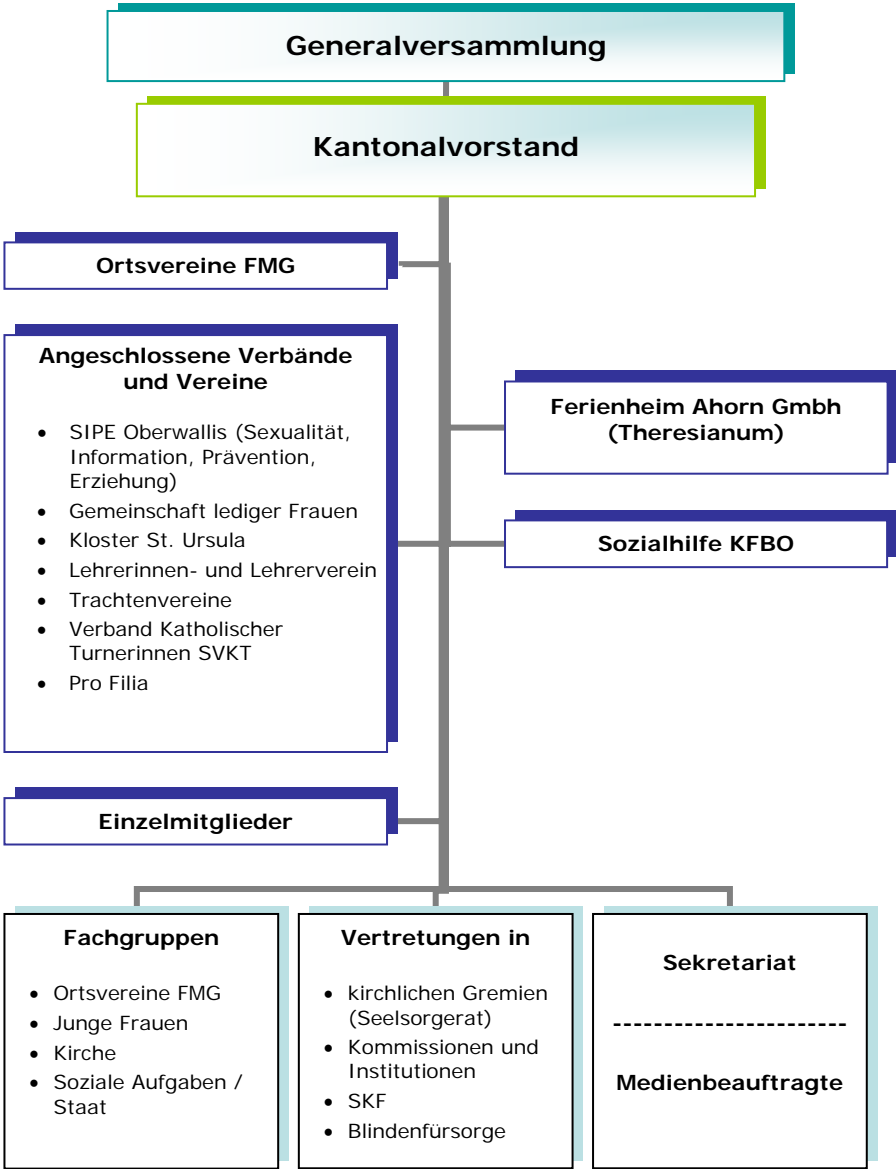 Generalversammlung
Kantonalvorstand
Ortsvereine FMG
Angeschlossene Verbände
und Vereine
• SIPE Oberwallis (Sexualität,
Information, Prävention,
Erziehung)
• Gemeinschaft lediger Frauen
• Kloster St. Ursula
• Lehrerinnen- und Lehrerverein
• Trachtenvereine
• Verband Katholischer
Turnerinnen SVKT
• Pro Filia
Ferienheim Ahorn Gmbh
(Theresianum)
Sozialhilfe KFBO
Einzelmitglieder
Fachgruppen
• Ortsvereine FMG
• Junge Frauen
• Kirche
• Soziale Aufgaben /
Staat
Vertretungen in
• kirchlichen Gremien
(Seelsorgerat)
• Kommissionen und
Institutionen
• SKF
• Blindenfürsorge
Sekretariat
-----------------------
Medienbeauftragte